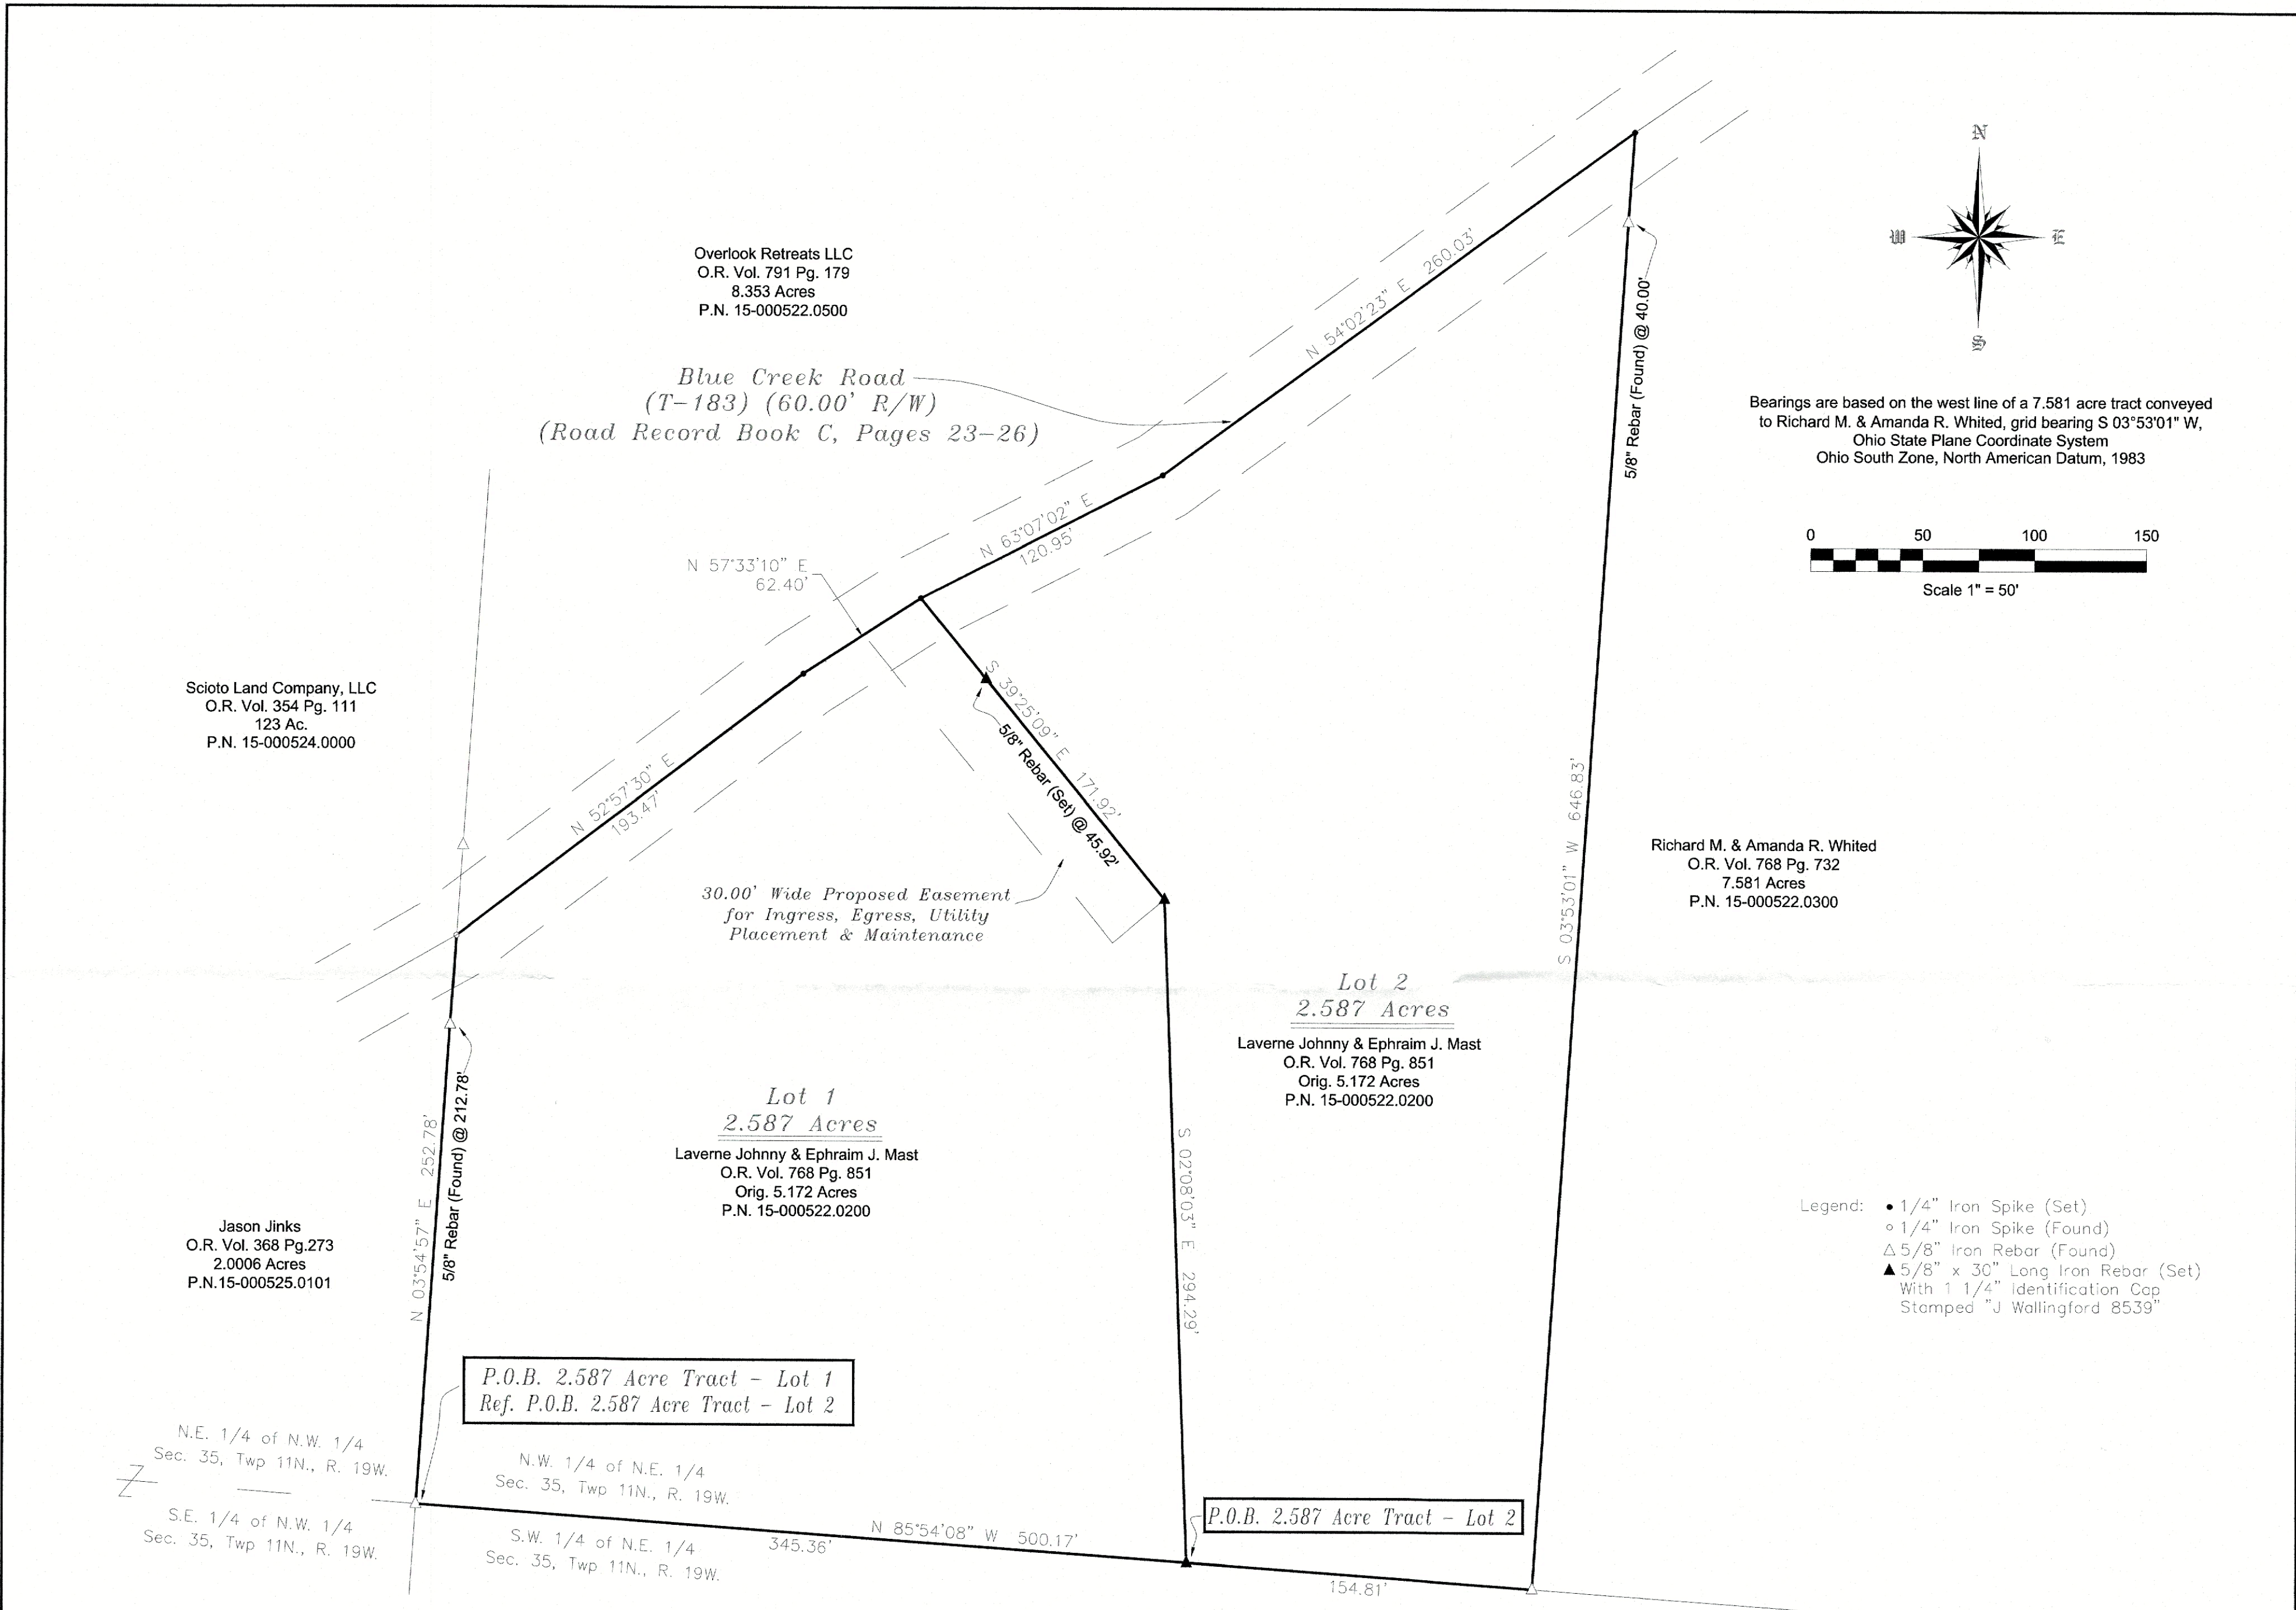 Overlook Retreats LLC
O.R. Vol. 791 Pg. 179
8.353 Acres
P.N. 15-000522.0500
Blue Creek Road
(T-183) (60.00' R/W)
(Road Record Book C, Pages 23-26)
N 54°02'23" E 260.03'
N 63°07'02" E
120.95'
N 57°33'10" E
62.40'
N 52°57'30" E
193.47'
N
W
E
S
Bearings are based on the west line of a 7.581 acre tract conveyed
to Richard M. & Amanda R. Whited, grid bearing S 03°53'01" W,
Ohio State Plane Coordinate System
Ohio South Zone, North American Datum, 1983
0 50 100 150
Scale 1" = 50'
5/8" Rebar (Found) @ 40.00'
S 03°53'01" W 646.83'
Scioto Land Company, LLC
O.R. Vol. 354 Pg. 111
123 Ac.
P.N. 15-000524.0000
S 39°25'09" E 171.92'
5/8" Rebar (Set) @ 45.92'
30.00' Wide Proposed Easement
for Ingress, Egress, Utility
Placement & Maintenance
Richard M. & Amanda R. Whited
O.R. Vol. 768 Pg. 732
7.581 Acres
P.N. 15-000522.0300
Lot 2
2.587 Acres
Laverne Johnny & Ephraim J. Mast
O.R. Vol. 768 Pg. 851
Orig. 5.172 Acres
P.N. 15-000522.0200
Lot 1
2.587 Acres
Laverne Johnny & Ephraim J. Mast
O.R. Vol. 768 Pg. 851
Orig. 5.172 Acres
P.N. 15-000522.0200
N 03°54'57" E 252.78'
5/8" Rebar (Found) @ 212.78'
S 02°08'03" E 294.29'
Jason Jinks
O.R. Vol. 368 Pg.273
2.0006 Acres
P.N.15-000525.0101
Legend: 1/4" Iron Spike (Set)
1/4" Iron Spike (Found)
5/8" Iron Rebar (Found)
5/8" x 30" Long Iron Rebar (Set)
With 1 1/4" Identification Cap
Stamped "J Wallingford 8539"
P.O.B. 2.587 Acre Tract - Lot 1
Ref. P.O.B. 2.587 Acre Tract - Lot 2
N.E. 1/4 of N.W. 1/4
Sec. 35, Twp 11N., R. 19W.
N.W. 1/4 of N.E. 1/4
Sec. 35, Twp 11N., R. 19W.
S.E. 1/4 of N.W. 1/4
Sec. 35, Twp 11N., R. 19W.
S.W. 1/4 of N.E. 1/4
Sec. 35, Twp 11N., R. 19W.
N 85°54'08" W 500.17'
345.36'
P.O.B. 2.587 Acre Tract - Lot 2
154.81'